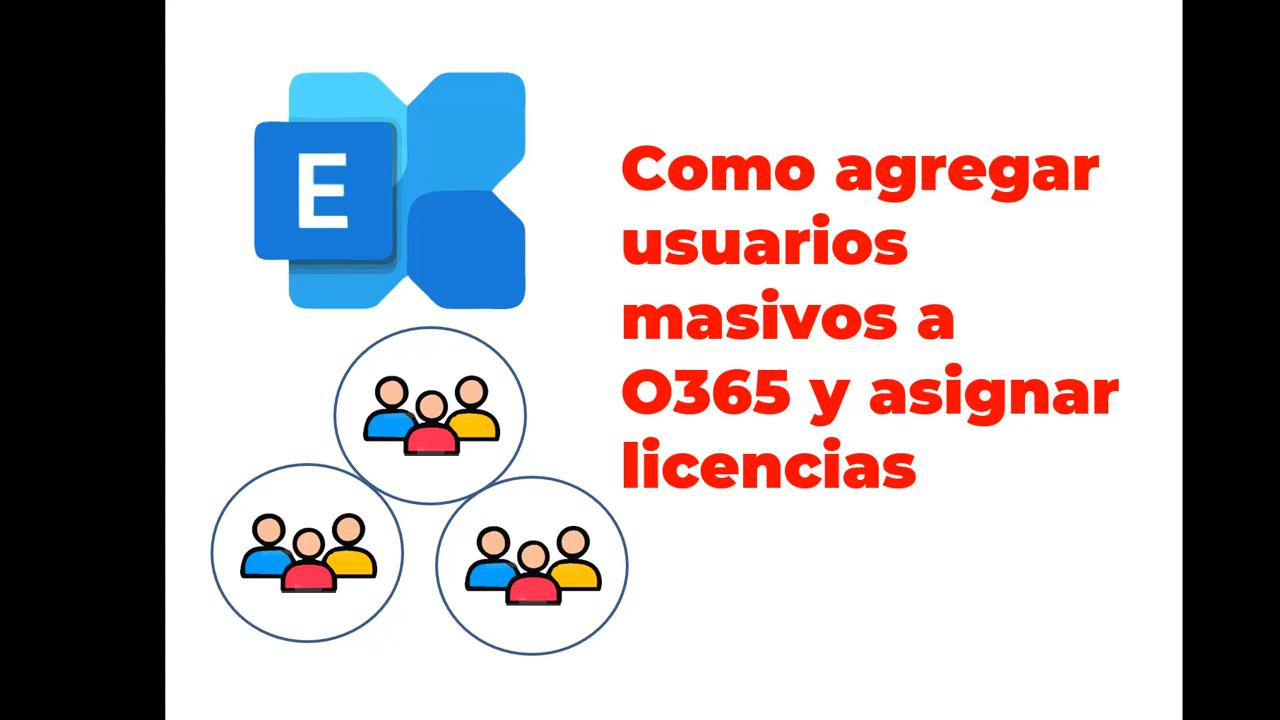 E
Como agregar
usuarios
masivos a
O365 y asignar
licencias